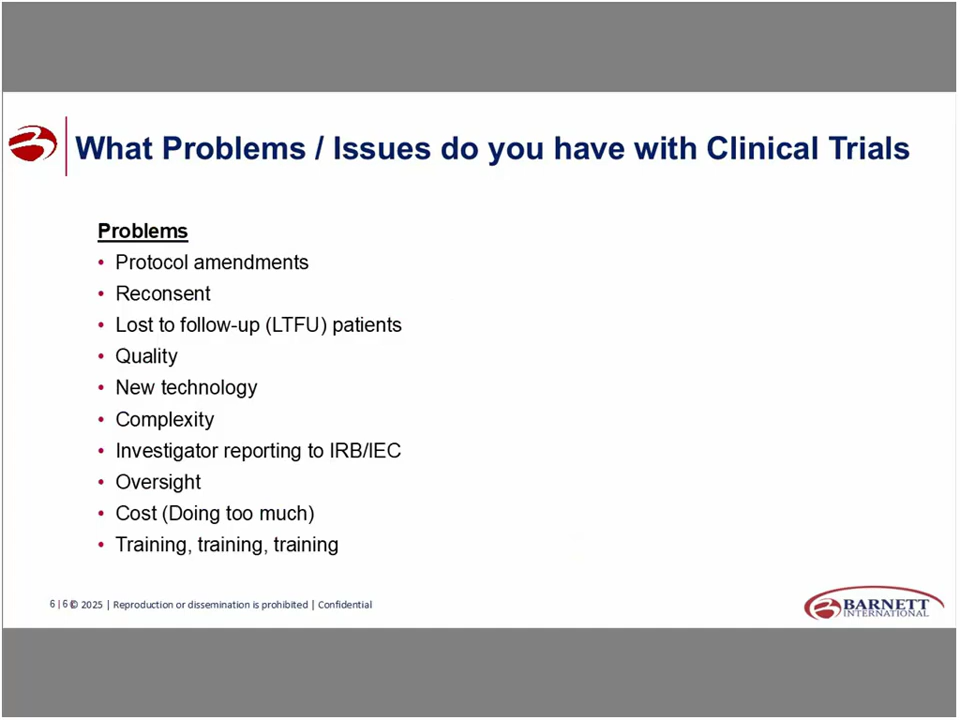 What Problems / Issues do you have with Clinical Trials
Problems
• Protocol amendments
• Reconsent
• Lost to follow-up (LTFU) patients
• Quality
• New technology
• Complexity
• Investigator reporting to IRB/IEC
• Oversight
• Cost (Doing too much)
• Training, training, training
6 | 6 © 2025 | Reproduction or dissemination is prohibited | Confidential
BARNETT
INTERNATIONAL